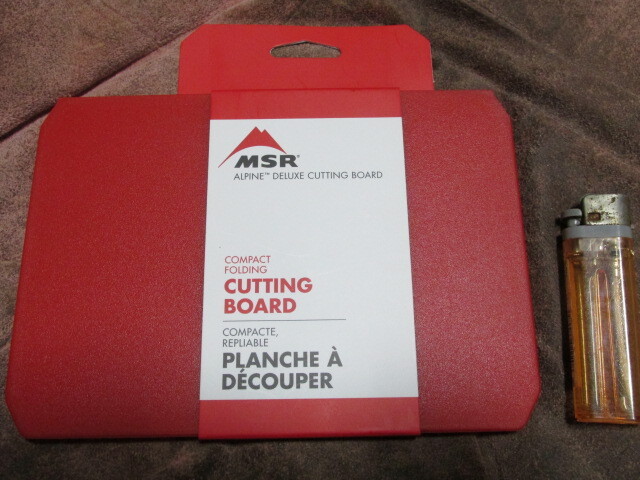 MSR®
ALPINE™ DELUXE CUTTING BOARD
COMPACT
FOLDING
CUTTING
BOARD
COMPACTE,
REPLIABLE
PLANCHE À
DÉCOUPER